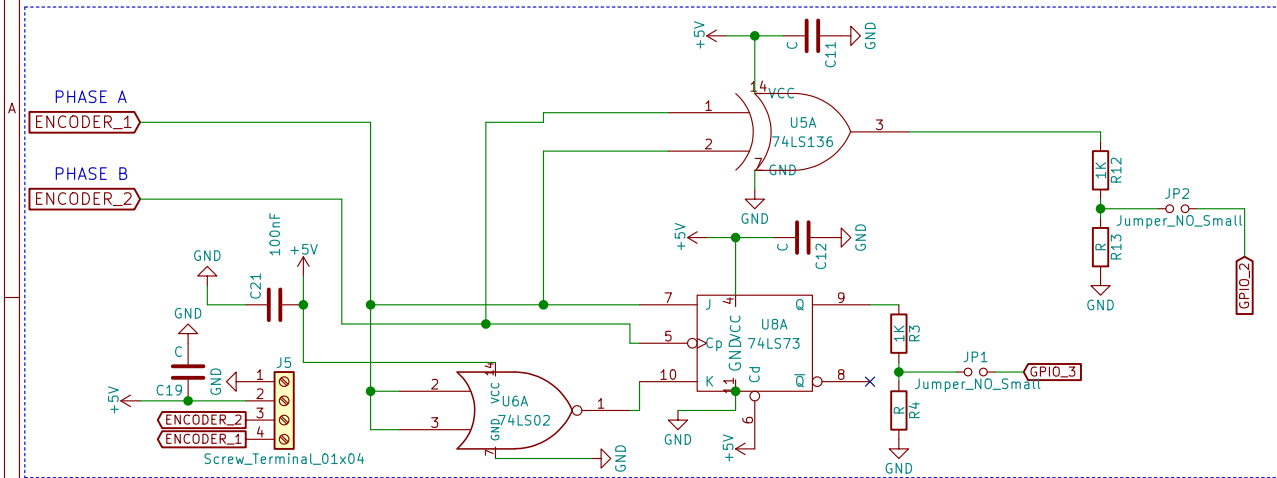 +5V
C
C11
GND
A
PHASE A
ENCODER_1
14
VCC
1
U5A
74LS136
3
2
7
GND
GND
PHASE B
ENCODER_2
1K
R12
JP2
Jumper_NO_Small
R
R13
GND
GPIO_2
+5V
C
C12
GND
100nF
+5V
GND
C21
GND
C
C19
GND
+5V
J5
1
2
3
4
ENCODER_2
ENCODER_1
Screw_Terminal_01x04
7
J
4
VCC
Q
9
U8A
74LS73
5
Cp
GND
10
K
11
Cd
Q
8
6
+5V
GND
1K
R3
JP1
Jumper_NO_Small
GPIO_3
R
R4
GND
14
VCC
2
U6A
74LS02
1
3
GND
7
GND